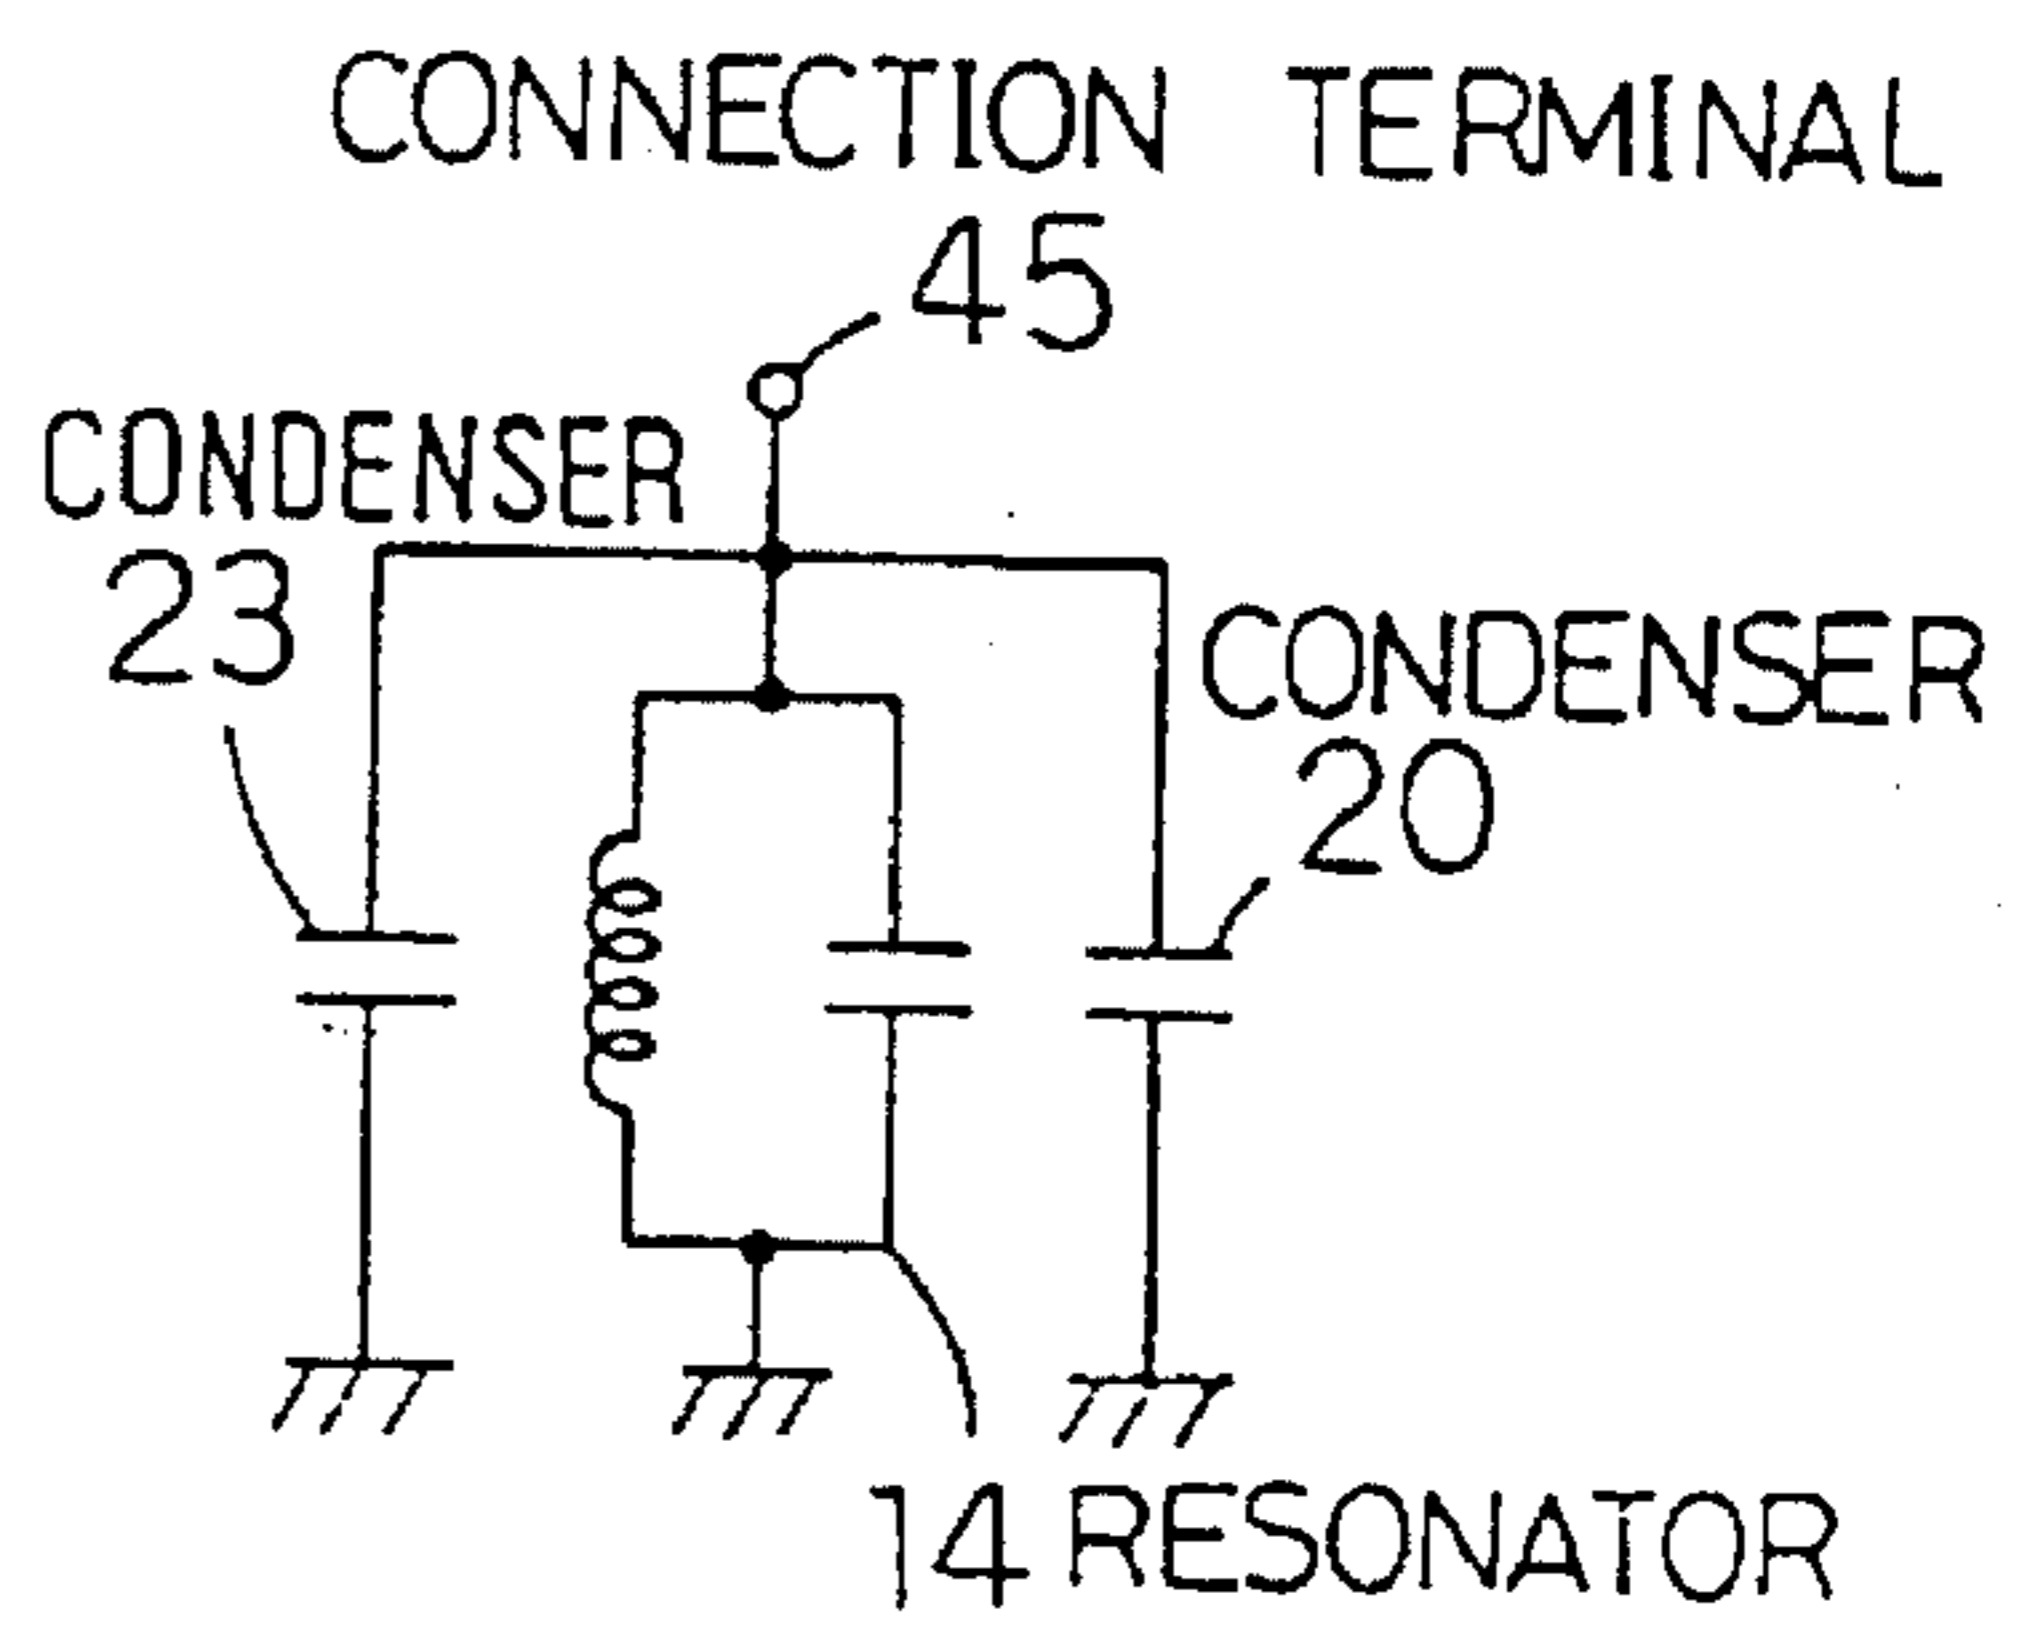 CONNECTION TERMINAL
45
CONDENSER
23
CONDENSER
20
14 RESONATOR